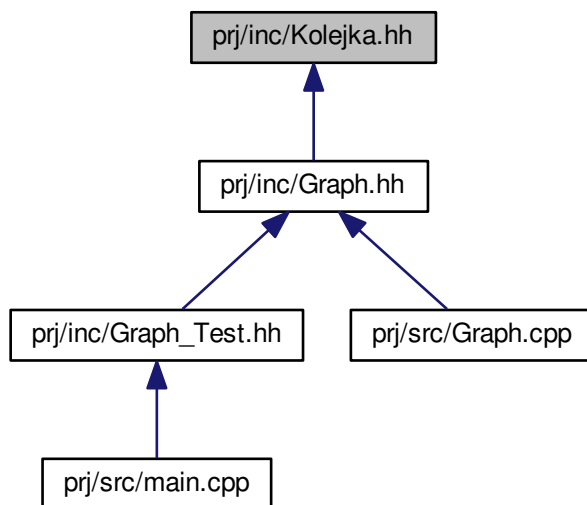 prj/inc/Kolejka.hh
prj/inc/Graph.hh
prj/inc/Graph_Test.hh
prj/src/Graph.cpp
prj/src/main.cpp